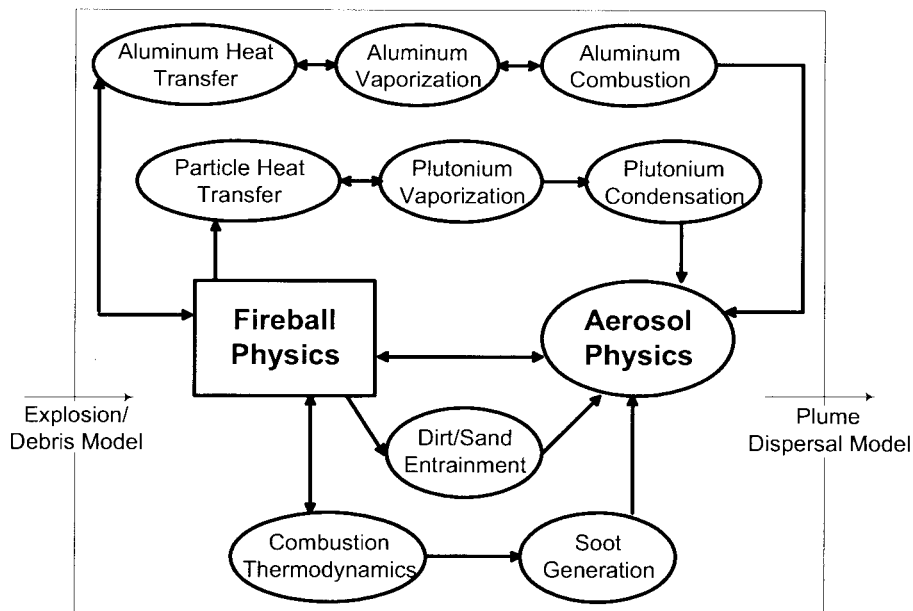 Aluminum Heat
Transfer
Aluminum
Vaporization
Aluminum
Combustion
Particle Heat
Transfer
Plutonium
Vaporization
Plutonium
Condensation
Fireball
Physics
Aerosol
Physics
Explosion/
Debris Model
Dirt/Sand
Entrainment
Plume
Dispersal Model
Combustion
Thermodynamics
Soot
Generation